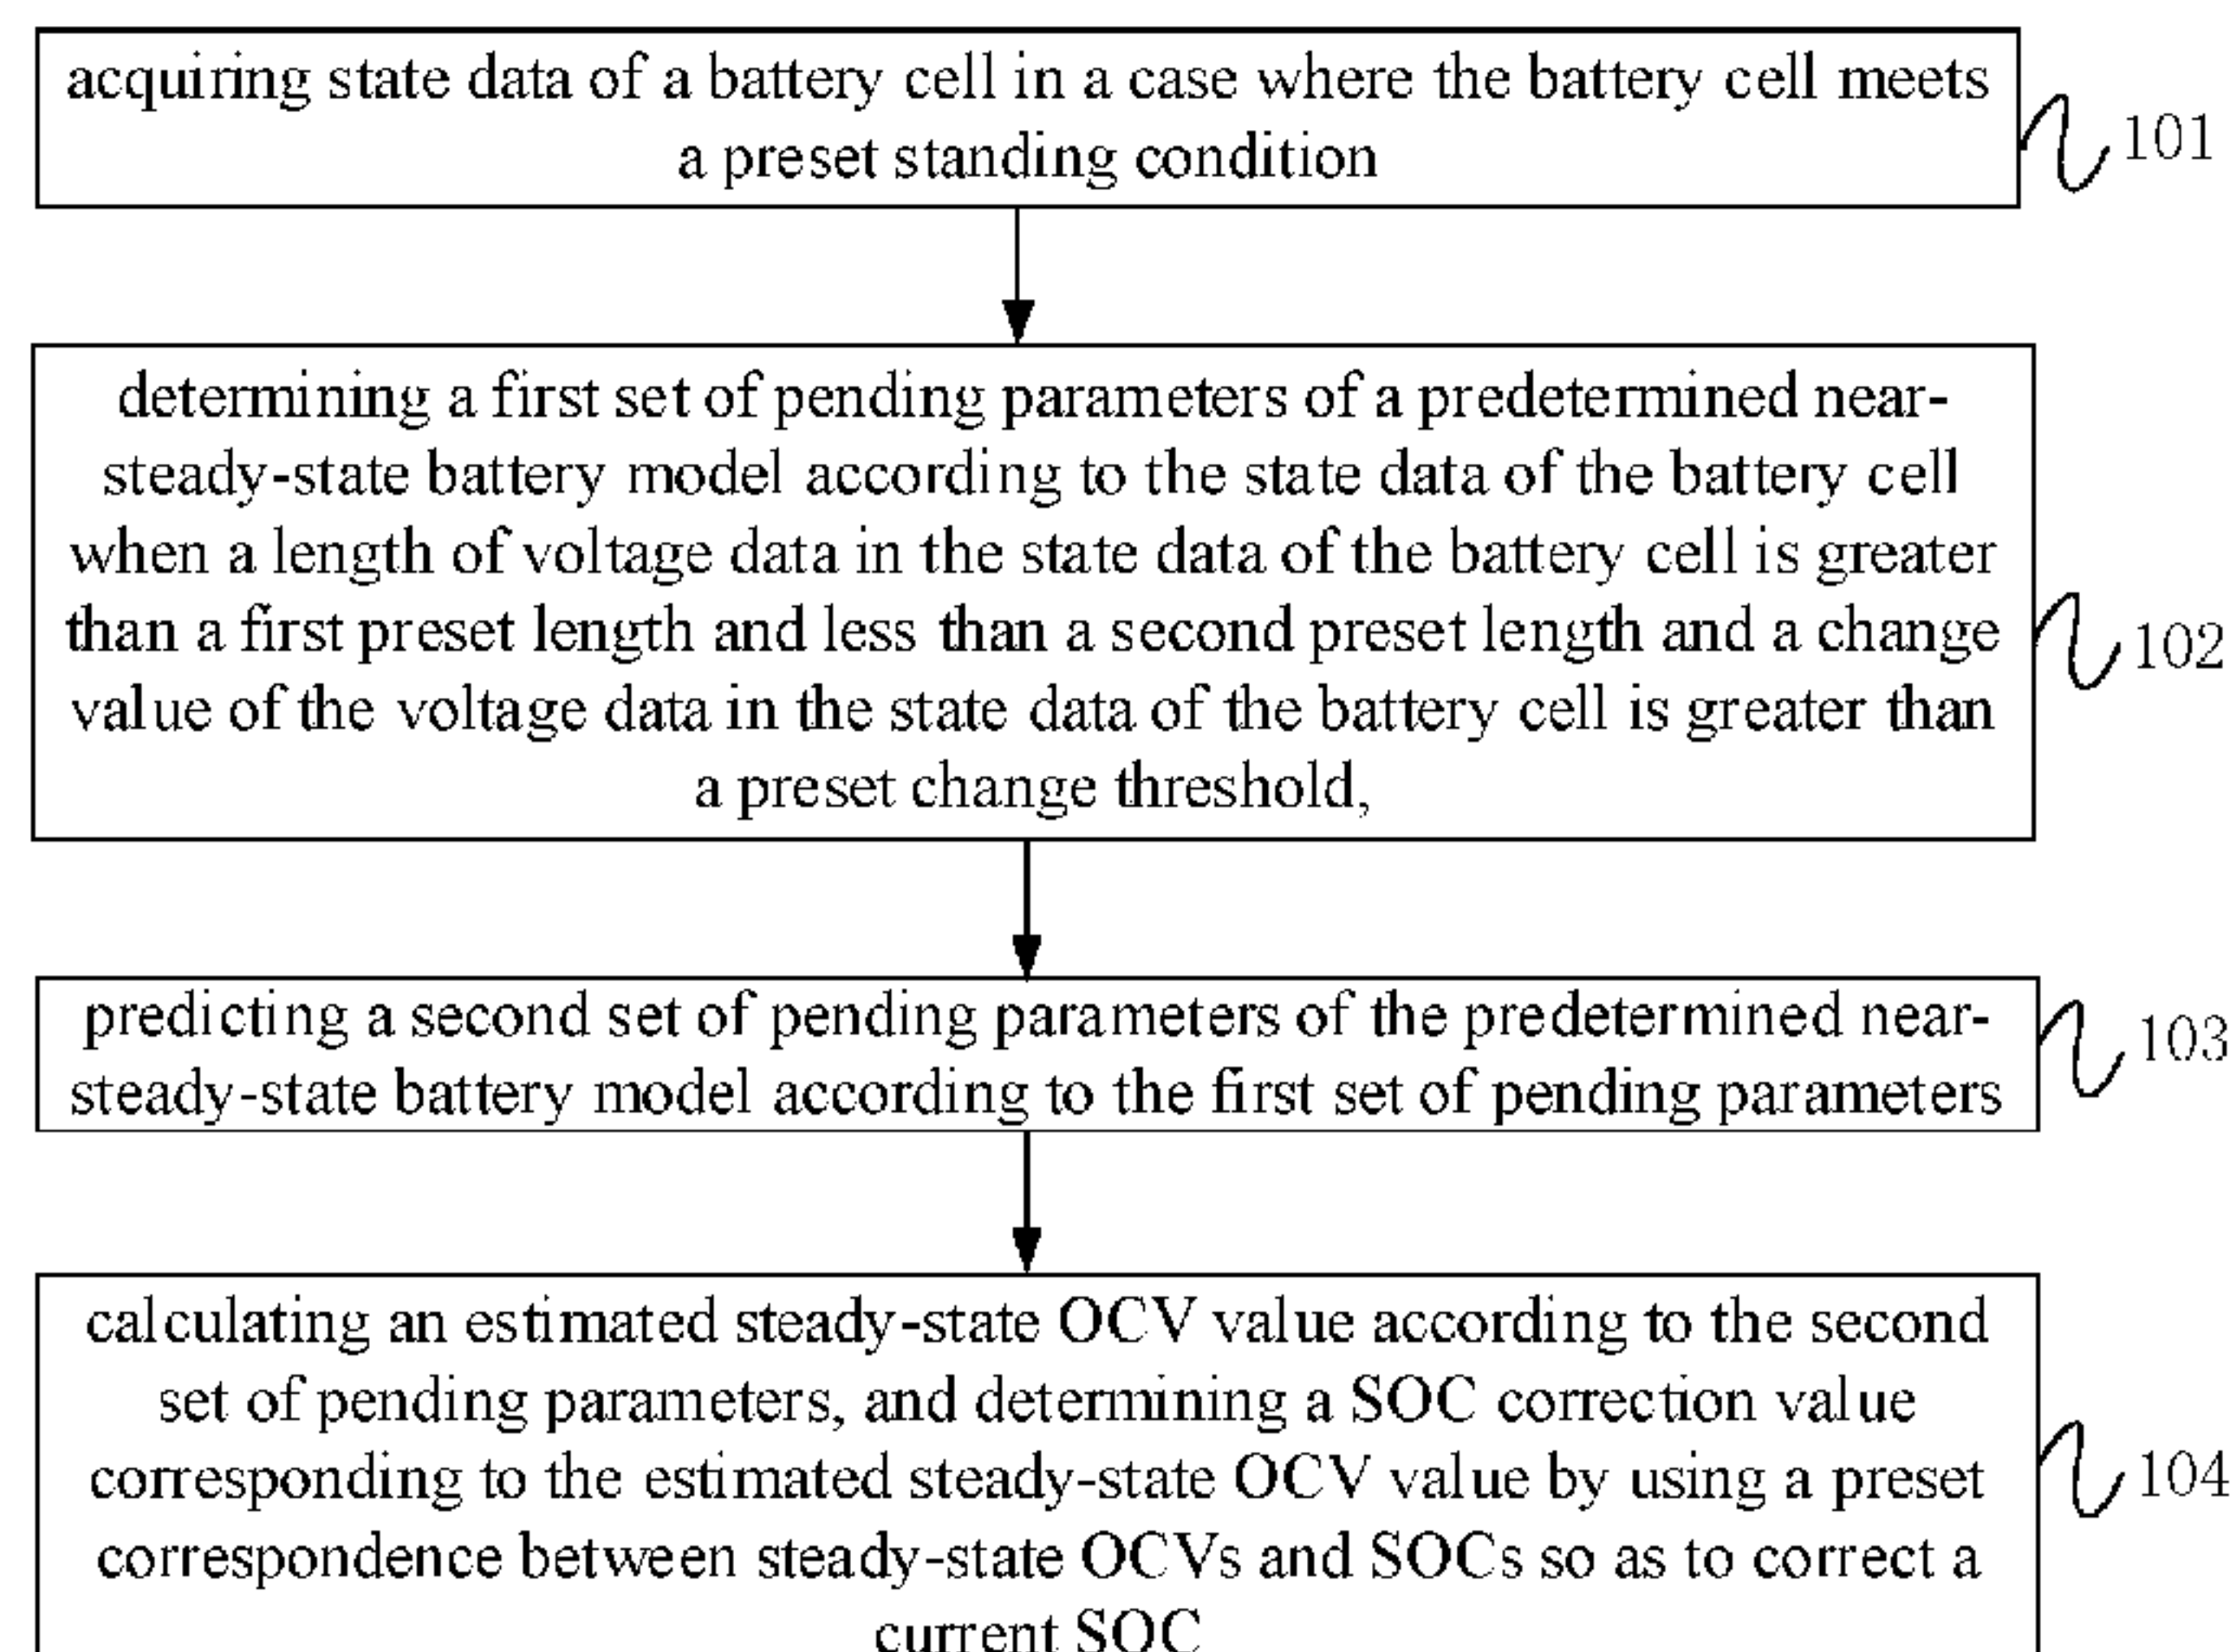 acquiring state data of a battery cell in a case where the battery cell meets
a preset standing condition
101
determining a first set of pending parameters of a predetermined near-
steady-state battery model according to the state data of the battery cell
when a length of voltage data in the state data of the battery cell is greater
than a first preset length and less than a second preset length and a change
value of the voltage data in the state data of the battery cell is greater than
a preset change threshold,
102
predicting a second set of pending parameters of the predetermined near-
steady-state battery model according to the first set of pending parameters
103
calculating an estimated steady-state OCV value according to the second
set of pending parameters, and determining a SOC correction value
corresponding to the estimated steady-state OCV value by using a preset
correspondence between steady-state OCVs and SOCs so as to correct a
current SOC
104